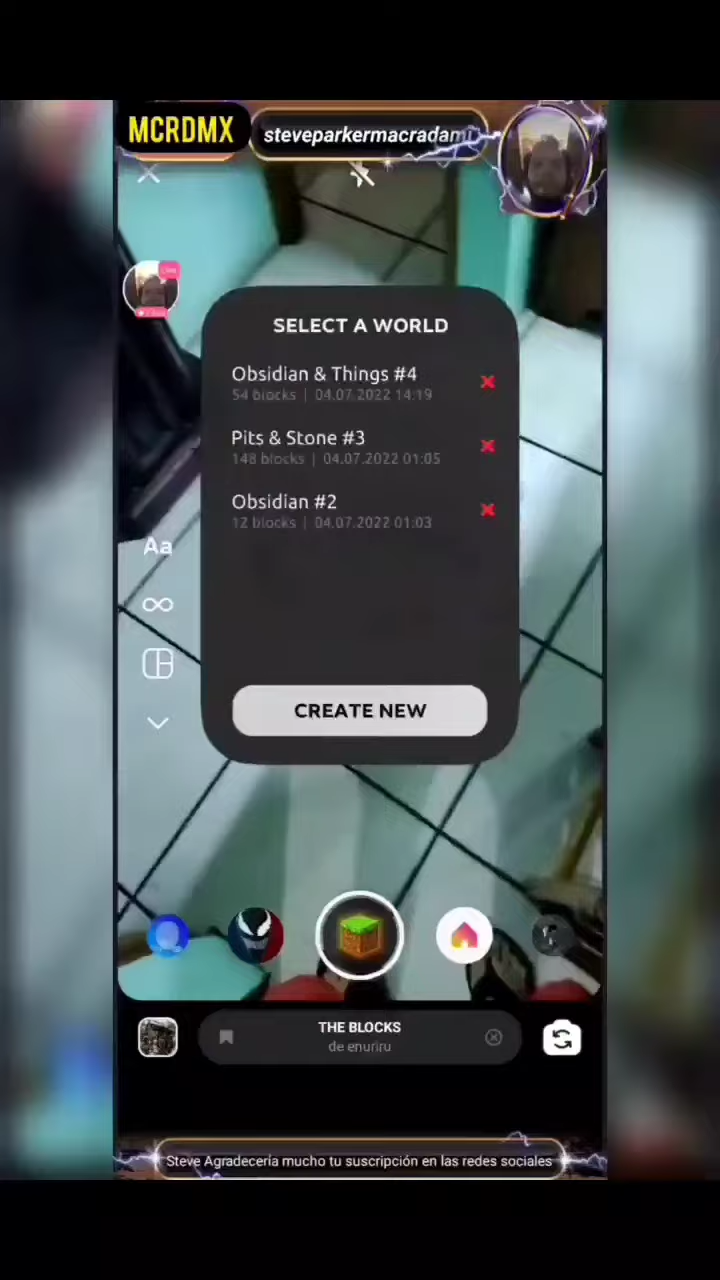 MCRDMX
steveparkermacradami
SELECT A WORLD
Obsidian & Things #4
54 blocks | 04.07.2022 14:19
Pits & Stone #3
148 blocks | 04.07.2022 01:05
Obsidian #2
12 blocks | 04.07.2022 01:03
Aa
CREATE NEW
THE BLOCKS
de enuriru
Steve Agradecería mucho tu suscripción en las redes sociales